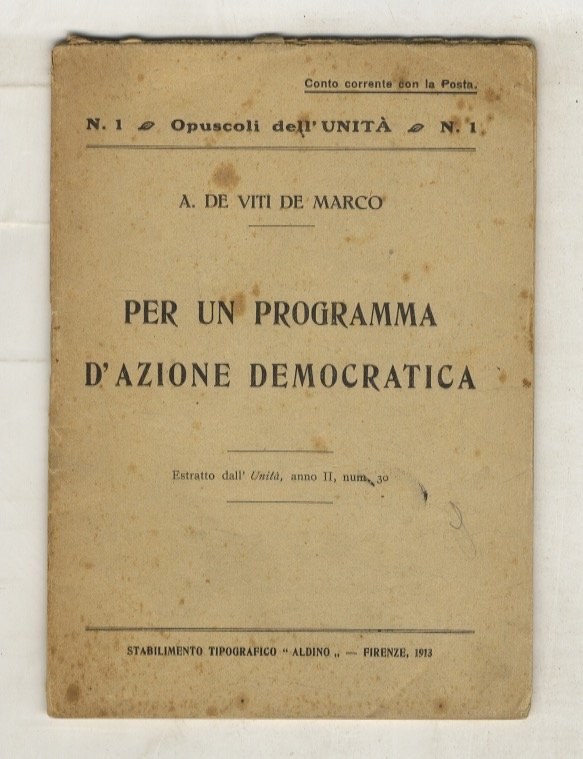 Conto corrente con la Posta.
N. 1 Opuscoli dell' UNITÀ N. 1
A. DE VITI DE MARCO
PER UN PROGRAMMA
D'AZIONE DEMOCRATICA
Estratto dall' Unità, anno II, num. 30
STABILIMENTO TIPOGRAFICO “ ALDINO „ — FIRENZE, 1913